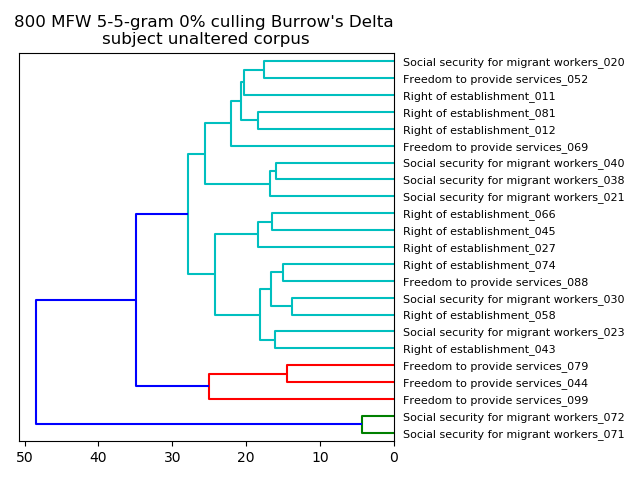 800 MFW 5-5-gram 0% culling Burrow's Delta
subject unaltered corpus
Social security for migrant workers_020
Freedom to provide services_052
Right of establishment_011
Right of establishment_081
Right of establishment_012
Freedom to provide services_069
Social security for migrant workers_040
Social security for migrant workers_038
Social security for migrant workers_021
Right of establishment_066
Right of establishment_045
Right of establishment_027
Right of establishment_074
Freedom to provide services_088
Social security for migrant workers_030
Right of establishment_058
Social security for migrant workers_023
Right of establishment_043
Freedom to provide services_079
Freedom to provide services_044
Freedom to provide services_099
Social security for migrant workers_072
Social security for migrant workers_071
50 40 30 20 10 0